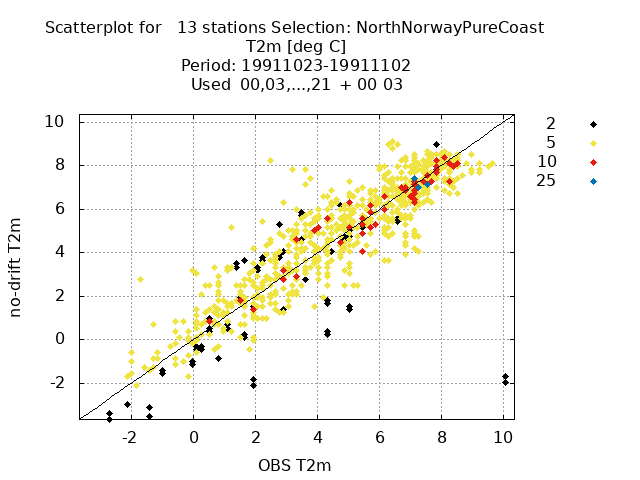 Scatterplot for 13 stations Selection: NorthNorwayPureCoast
T2m [deg C]
Period: 19911023-19911102
Used 00,03,...,21 + 00 03
2
5
10
25
10
8
6
4
2
0
-2
no-drift T2m
-2 0 2 4 6 8 10
OBS T2m